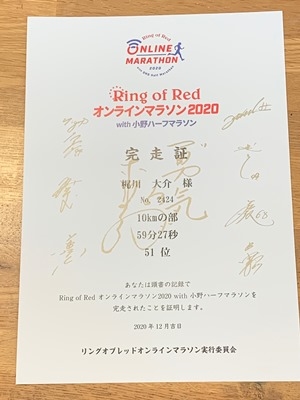 Ring of Red
ONLINE
MARATHON
2020
Ring of Red
オンラインマラソン2020
with 小野ハーフマラソン
完走証
梶川 大介 様
No. 2424
10kmの部
59分27秒
51 位
勇気
あなたは頭書の記録で
Ring of Red オンラインマラソン2020 with 小野ハーフマラソンを
完走されたことを証明します。
2020年12月吉日
リングオブレッドオンラインマラソン実行委員会